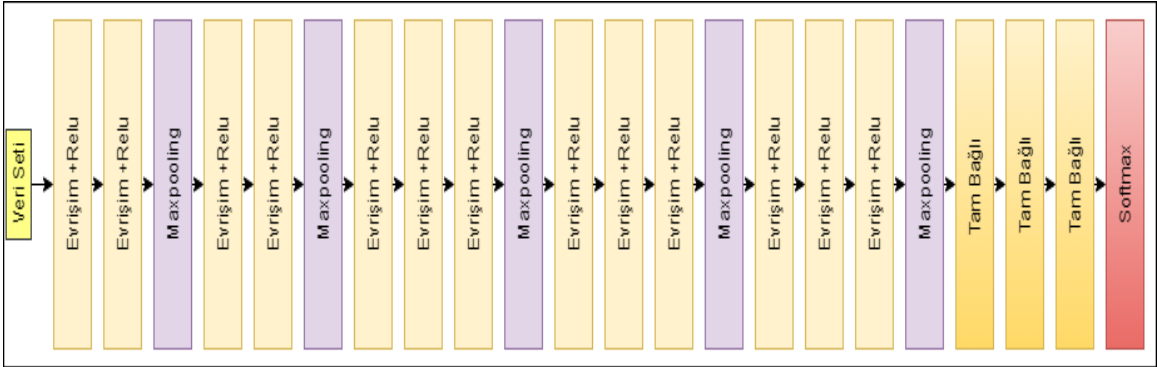 Veri Seti
Evrişim +Relu
Evrişim +Relu
Maxpooling
Evrişim +Relu
Evrişim +Relu
Maxpooling
Evrişim +Relu
Evrişim +Relu
Evrişim +Relu
Maxpooling
Evrişim +Relu
Evrişim +Relu
Evrişim +Relu
Maxpooling
Evrişim +Relu
Evrişim +Relu
Evrişim +Relu
Maxpooling
Tam Bağlı
Tam Bağlı
Tam Bağlı
Softmax